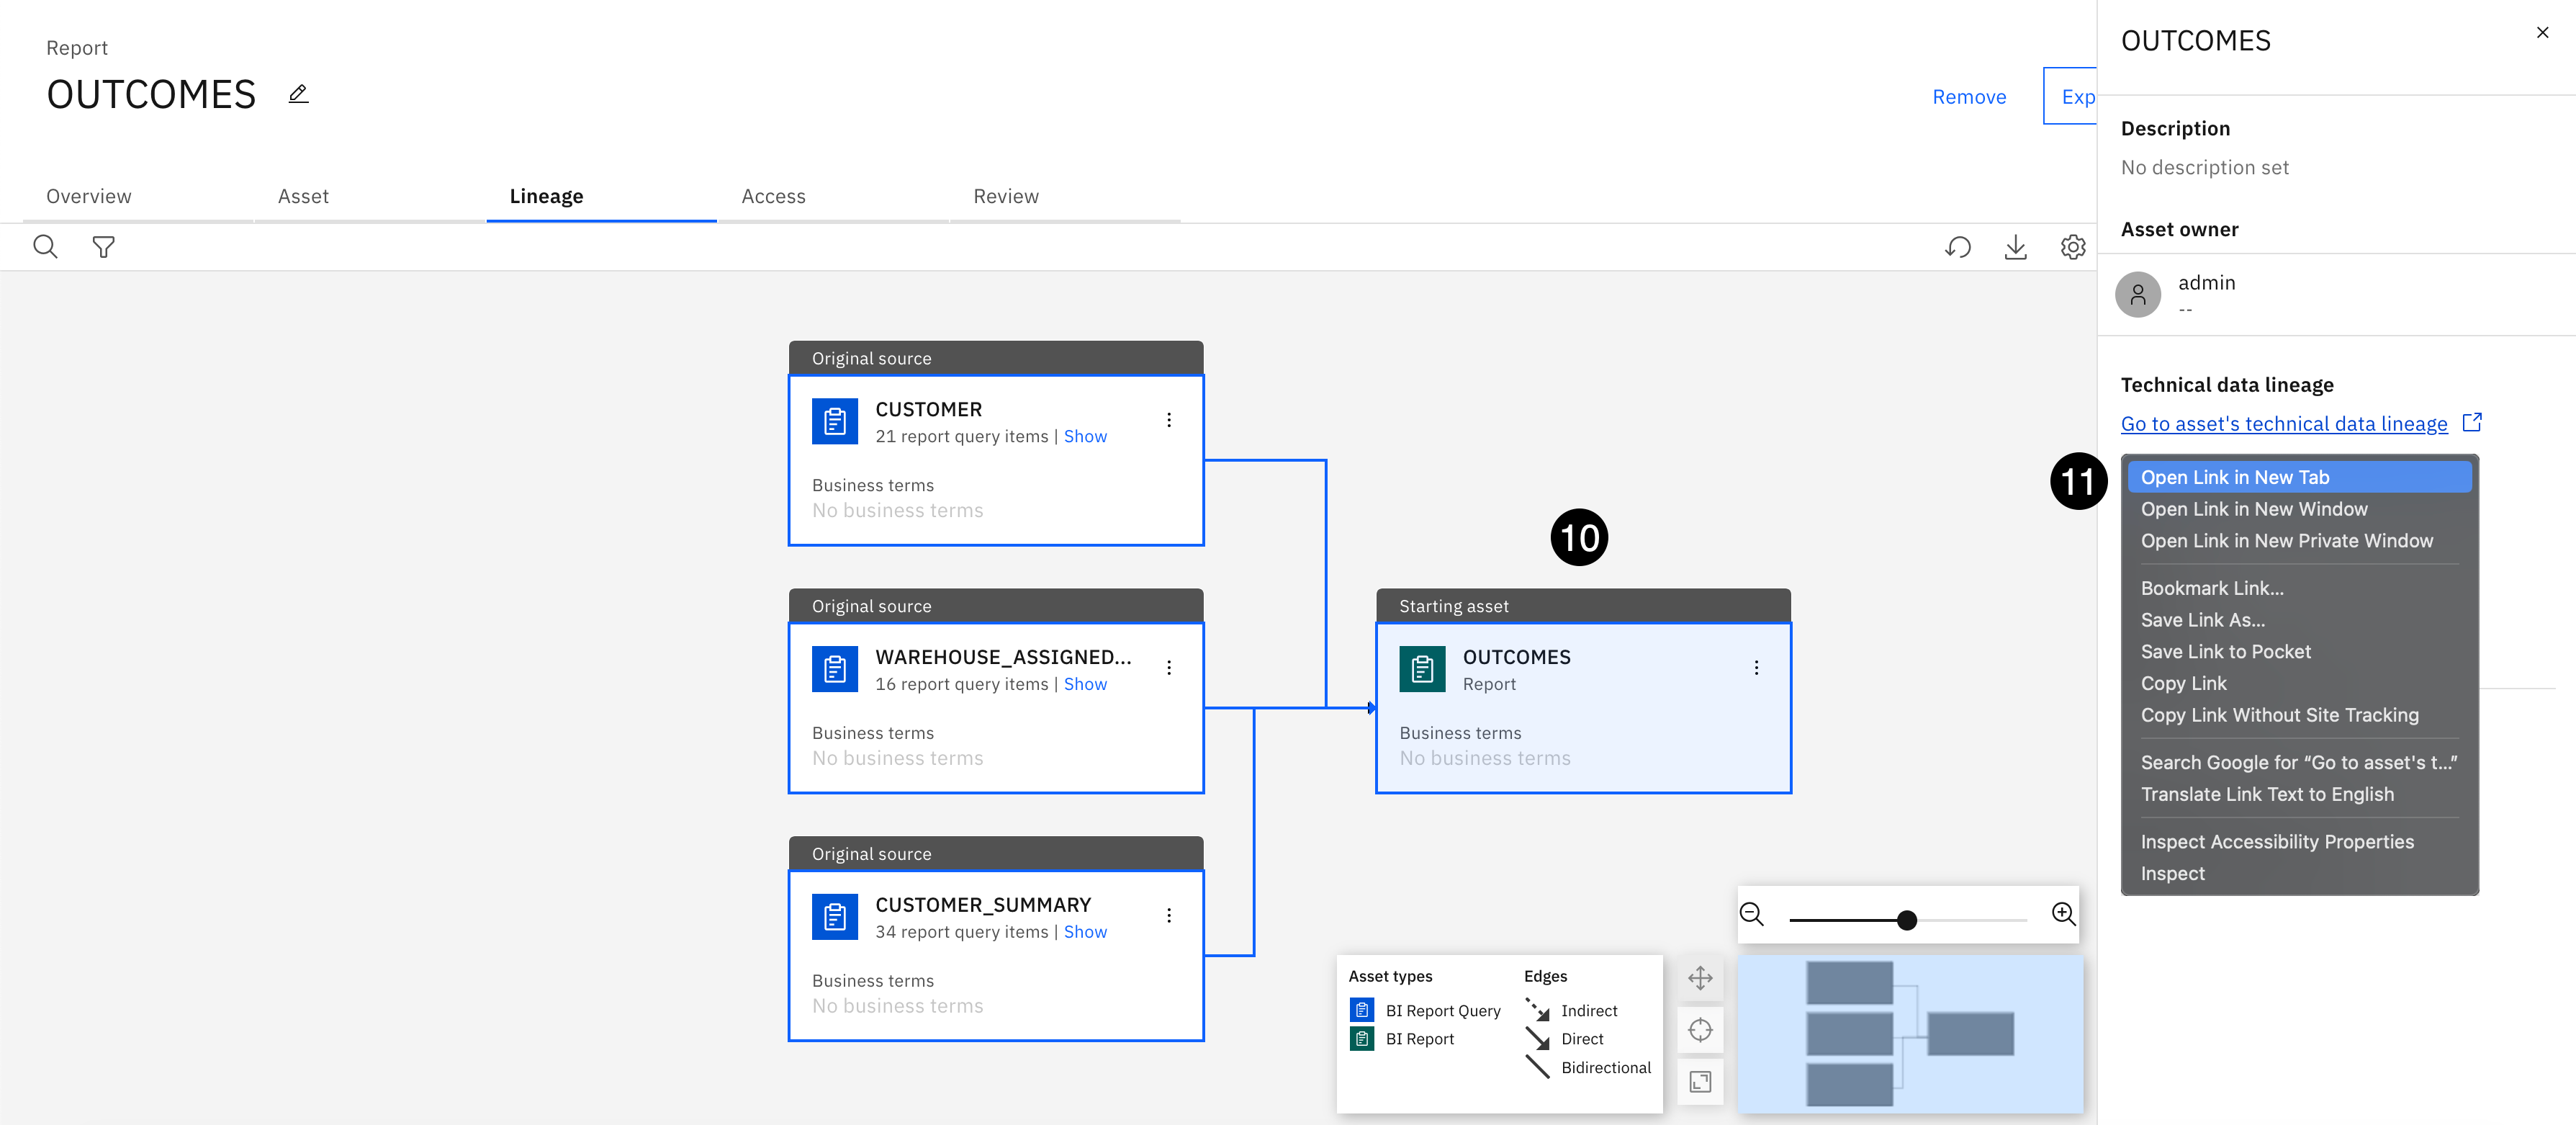 Report
OUTCOMES
Remove
Exp
Overview
Asset
Lineage
Access
Review
Original source
CUSTOMER
21 report query items | Show
Business terms
No business terms
Original source
WAREHOUSE_ASSIGNED...
16 report query items | Show
Business terms
No business terms
Original source
CUSTOMER_SUMMARY
34 report query items | Show
Business terms
No business terms
10
Starting asset
OUTCOMES
Report
Business terms
No business terms
Asset types
BI Report Query
BI Report
Edges
Indirect
Direct
Bidirectional
OUTCOMES
Description
No description set
Asset owner
admin
--
Technical data lineage
Go to asset's technical data lineage
11
Open Link in New Tab
Open Link in New Window
Open Link in New Private Window
Bookmark Link...
Save Link As...
Save Link to Pocket
Copy Link
Copy Link Without Site Tracking
Search Google for “Go to asset's t...”
Translate Link Text to English
Inspect Accessibility Properties
Inspect